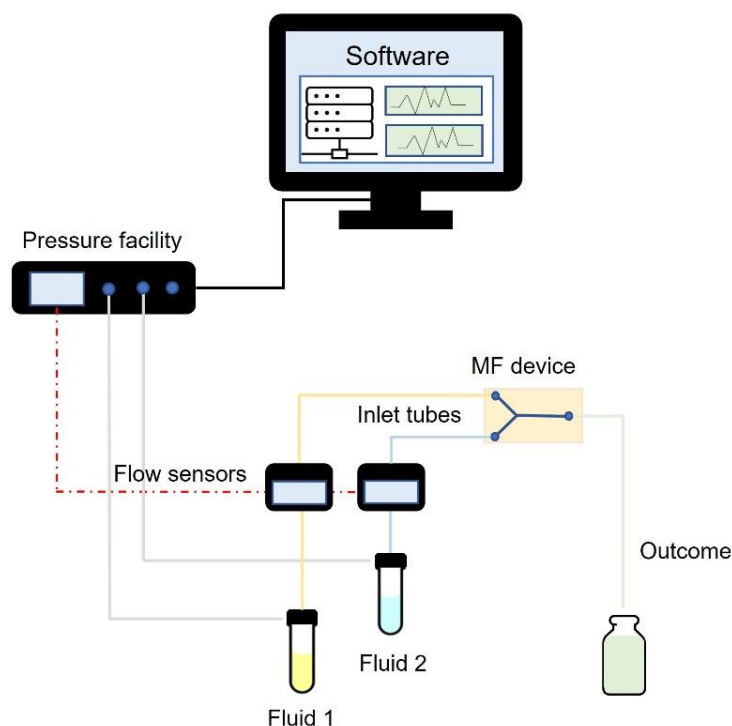 Software
Pressure facility
MF device
Inlet tubes
Flow sensors
Outcome
Fluid 2
Fluid 1